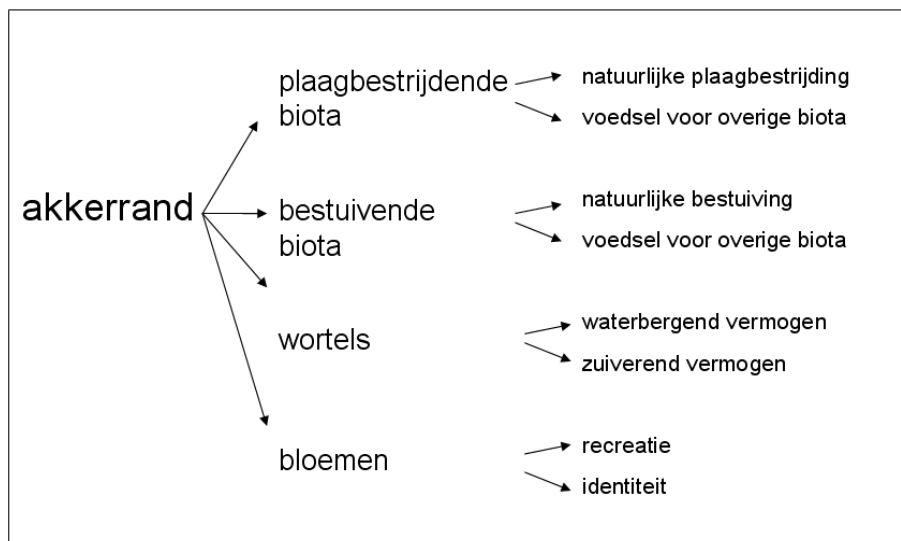 akkerrand
plaagbestrijdende
biota
natuurlijke plaagbestrijding
voedsel voor overige biota
bestuivende
biota
natuurlijke bestuiving
voedsel voor overige biota
wortels
waterbergend vermogen
zuiverend vermogen
bloemen
recreatie
identiteit